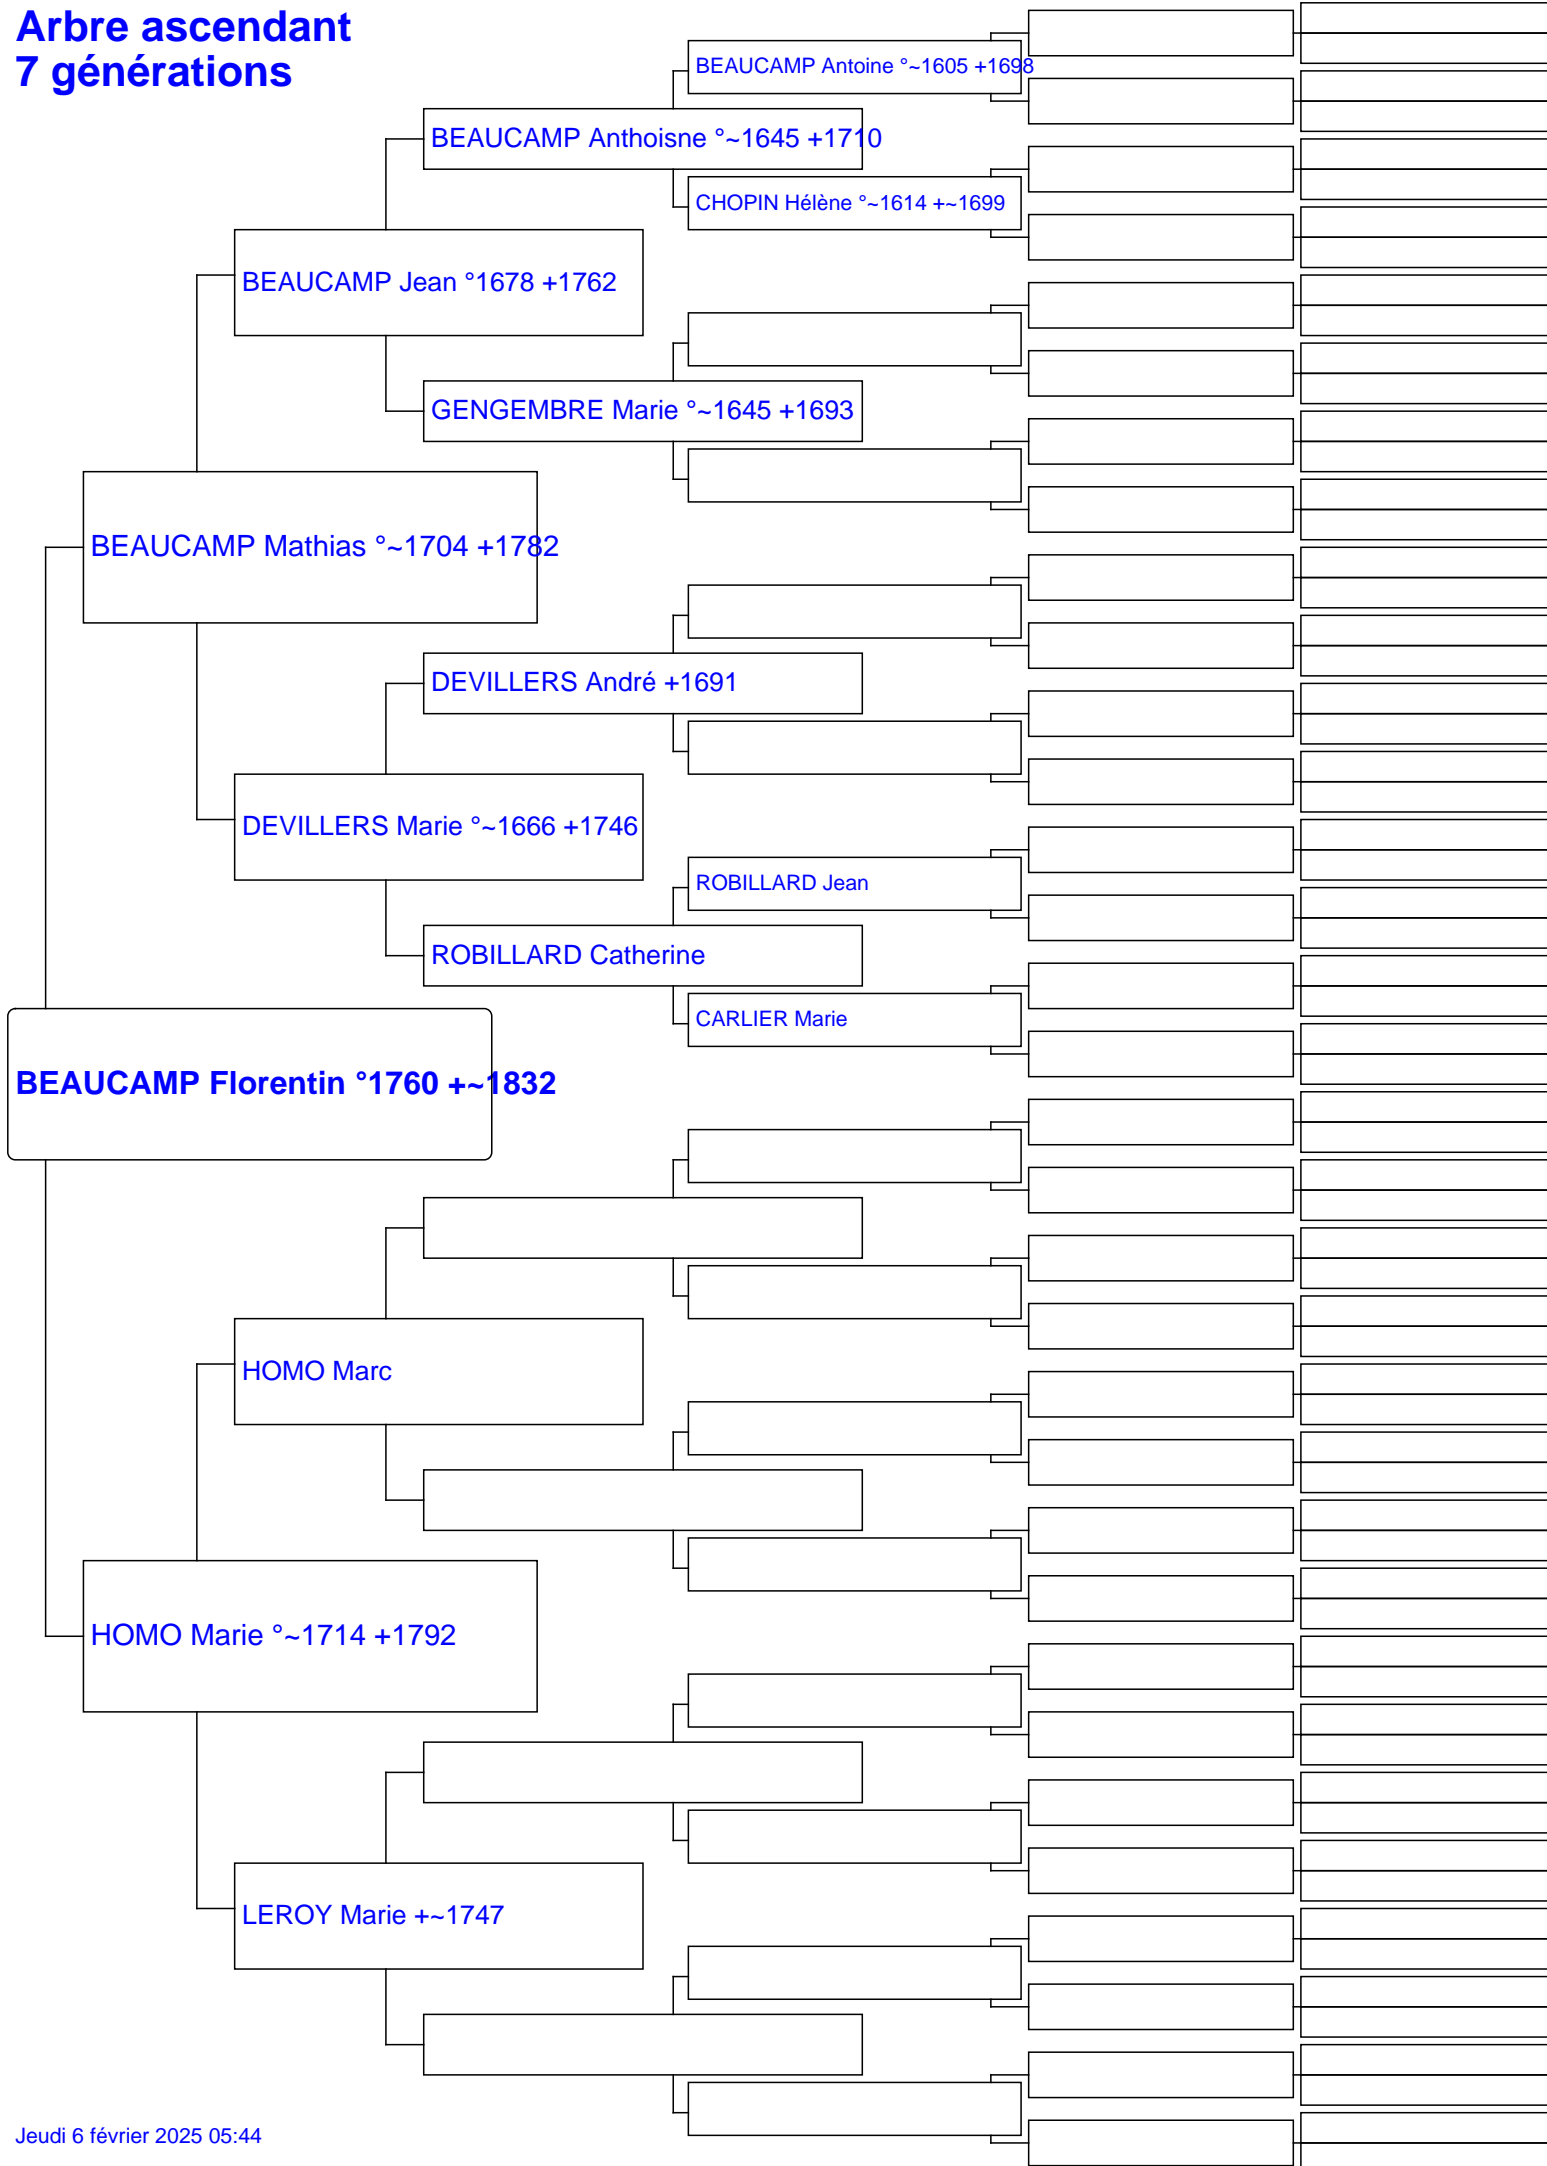 Arbre ascendant
7 générations
BEAUCAMP Antoine °~1605 +1698
BEAUCAMP Anthoisne °~1645 +1710
CHOPIN Hélène °~1614 +~1699
BEAUCAMP Jean °1678 +1762
GENGEMBRE Marie °~1645 +1693
BEAUCAMP Mathias °~1704 +1782
DEVILLERS André +1691
DEVILLERS Marie °~1666 +1746
ROBILLARD Jean
ROBILLARD Catherine
CARLIER Marie
BEAUCAMP Florentin °1760 +~1832
HOMO Marc
HOMO Marie °~1714 +1792
LEROY Marie +~1747
Jeudi 6 février 2025 05:44